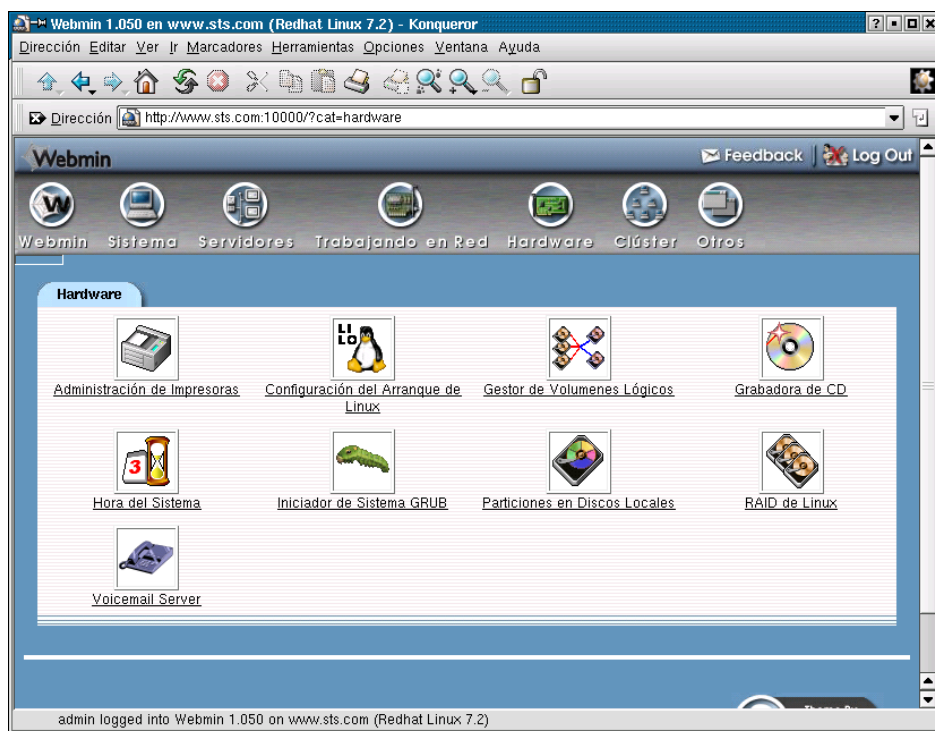 Webmin 1.050 en www.sts.com (Redhat Linux 7.2) - Konqueror
Dirección Editar Ver Ir Marcadores Herramientas Opciones Ventana Ayuda
Dirección http://www.sts.com:10000/?cat=hardware
Webmin Feedback Log Out
Webmin Sistema Servidores Trabajando en Red Hardware Clúster Otros
Hardware
LI
LO
Administración de Impresoras
Configuración del Arranque de
Linux
Gestor de Volumenes Lógicos
Grabadora de CD
3
Hora del Sistema
Iniciador de Sistema GRUB
Particiones en Discos Locales
RAID de Linux
Voicemail Server
admin logged into Webmin 1.050 on www.sts.com (Redhat Linux 7.2)